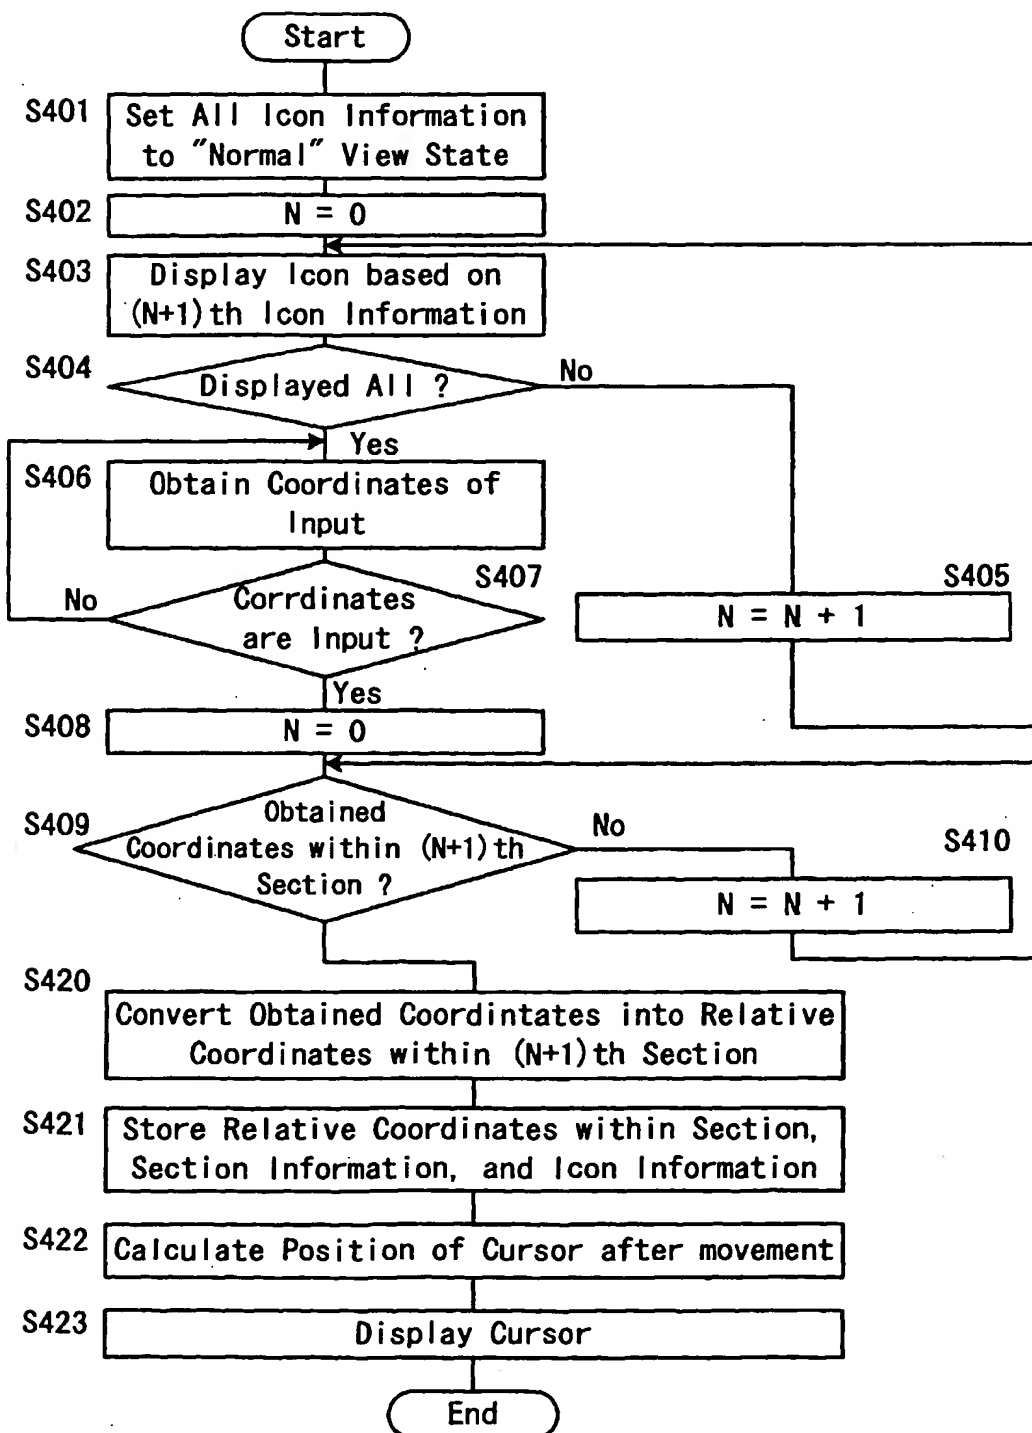 Start
S401
Set All Icon Information
to "Normal" View State
S402
N = 0
S403
Display Icon based on
(N+1)th Icon Information
S404
Displayed All ?
No
Yes
S406
Obtain Coordinates of
Input
S407
Corrdinates
are Input ?
No
S405
N = N + 1
Yes
S408
N = 0
S409
Obtained
Coordinates within (N+1)th
Section ?
No
S410
N = N + 1
S420
Convert Obtained Coordintates into Relative
Coordinates within (N+1)th Section
S421
Store Relative Coordinates within Section,
Section Information, and Icon Information
S422
Calculate Position of Cursor after movement
S423
Display Cursor
End